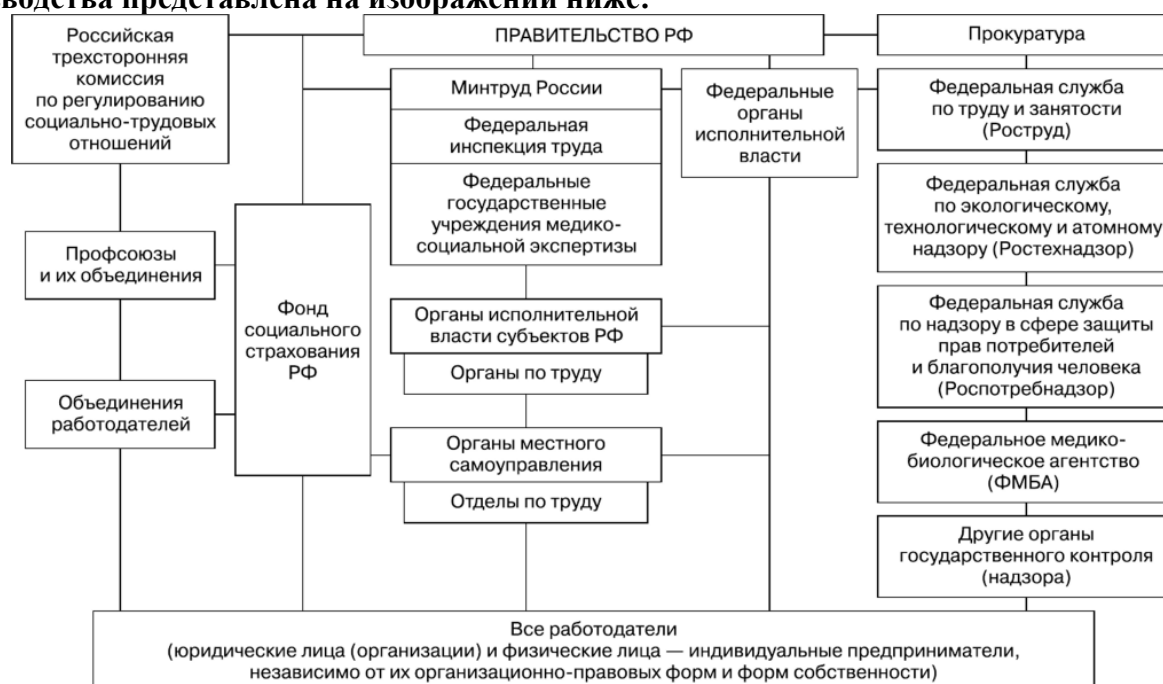 водства представлена на изображении ниже.
Российская
трехсторонняя
комиссия
по регулированию
социально-трудовых
отношений
ПРАВИТЕЛЬСТВО РФ
Прокуратура
Минтруд России
Федеральная
инспекция труда
Федеральные
государственные
учреждения медико-
социальной экспертизы
Федеральные
органы
исполнительной
власти
Федеральная служба
по труду и занятости
(Роструд)
Федеральная служба
по экологическому,
технологическому и атомному
надзору (Ростехнадзор)
Профсоюзы
и их объединения
Фонд
социального
страхования
РФ
Органы исполнительной
власти субъектов РФ
Органы по труду
Федеральная служба
по надзору в сфере защиты
прав потребителей
и благополучия человека
(Роспотребнадзор)
Объединения
работодателей
Органы местного
самоуправления
Отделы по труду
Федеральное медико-
биологическое агентство
(ФМБА)
Другие органы
государственного контроля
(надзора)
Все работодатели
(юридические лица (организации) и физические лица — индивидуальные предприниматели,
независимо от их организационно-правовых форм и форм собственности)